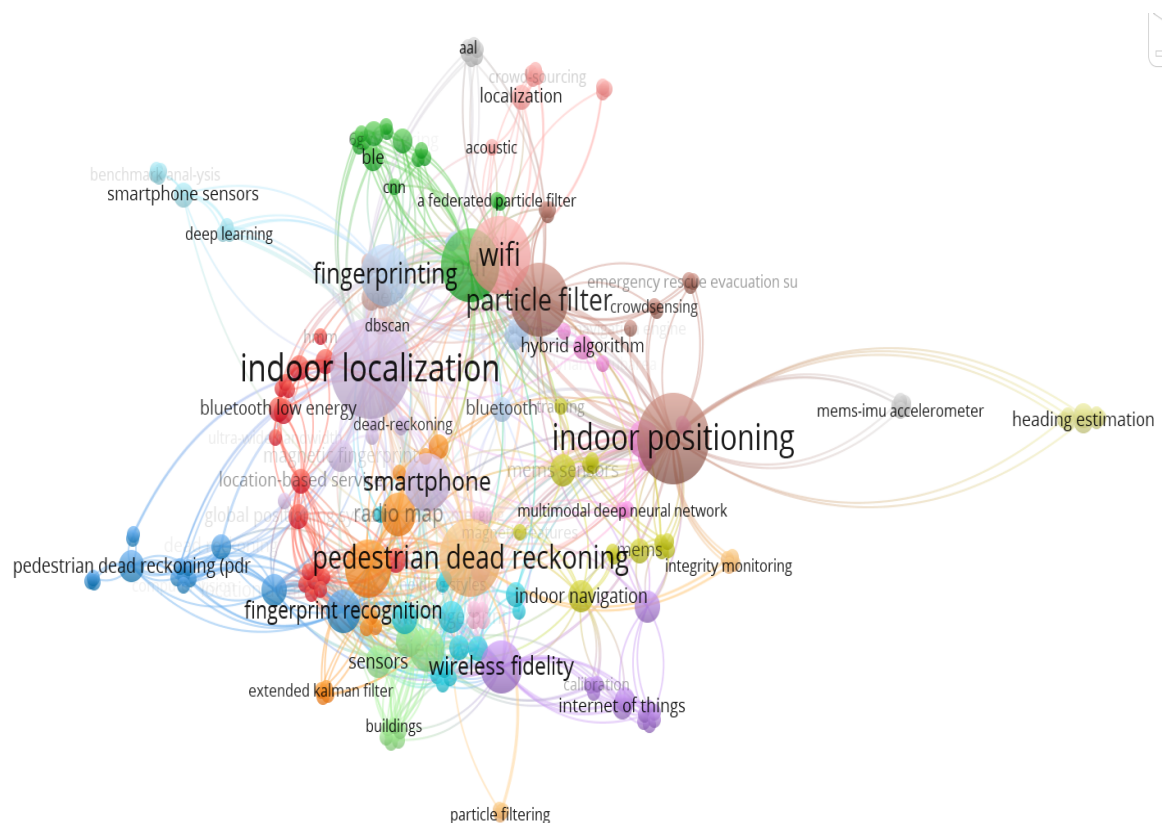 aal
crowd-sourcing
localization
ble
acoustic
benchmark anal-ysis
smartphone sensors
cnn
a federated particle filter
deep learning
wifi
fingerprinting
emergency rescue evacuation su
particle filter
crowdsensing
dbscan
hybrid algorithm
indoor localization
bluetooth low energy
bluetooth
training
mems-imu accelerometer
heading estimation
dead-reckoning
indoor positioning
magnetic fingerprint
mems sensors
location-based service
smartphone
radio map
multimodal deep neural network
pedestrian dead reckoning
mems
pedestrian dead reckoning (pdr
integrity monitoring
indoor navigation
fingerprint recognition
sensors
wireless fidelity
extended kalman filter
calibration
internet of things
buildings
particle filtering